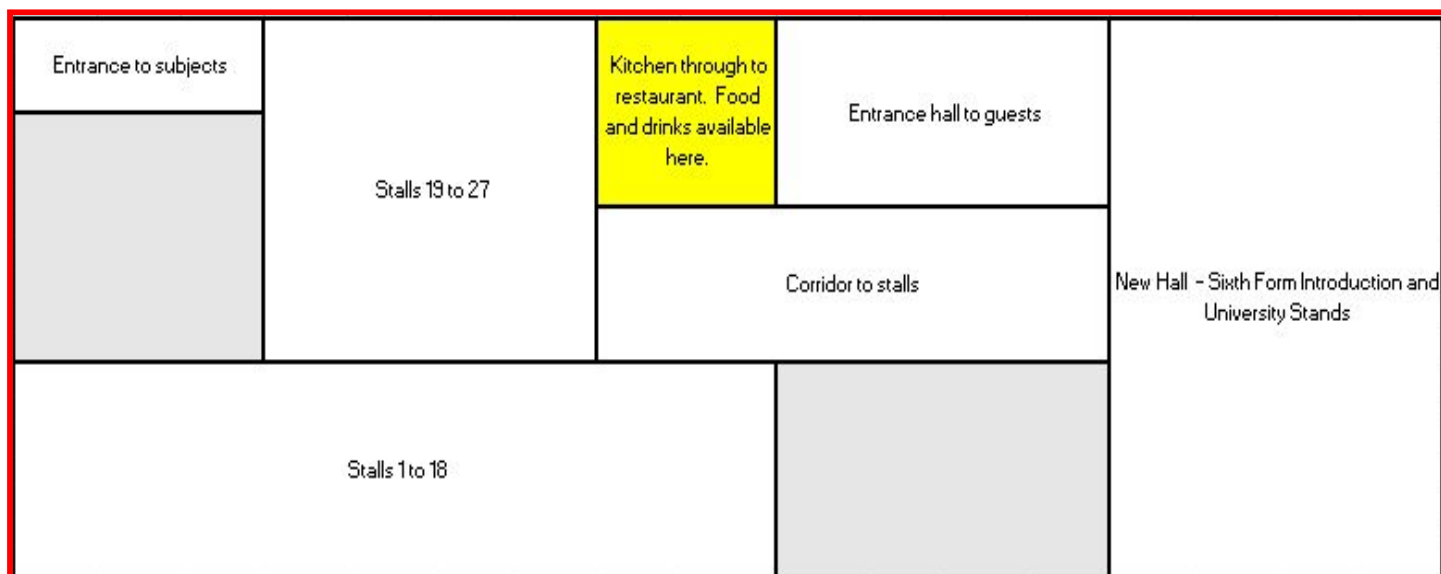 Entrance to subjects
Stalls 19 to 27
Kitchen through to
restaurant. Food
and drinks available
here.
Entrance hall to guests
Corridor to stalls
New Hall - Sixth Form Introduction and
University Stands
Stalls 1 to 18